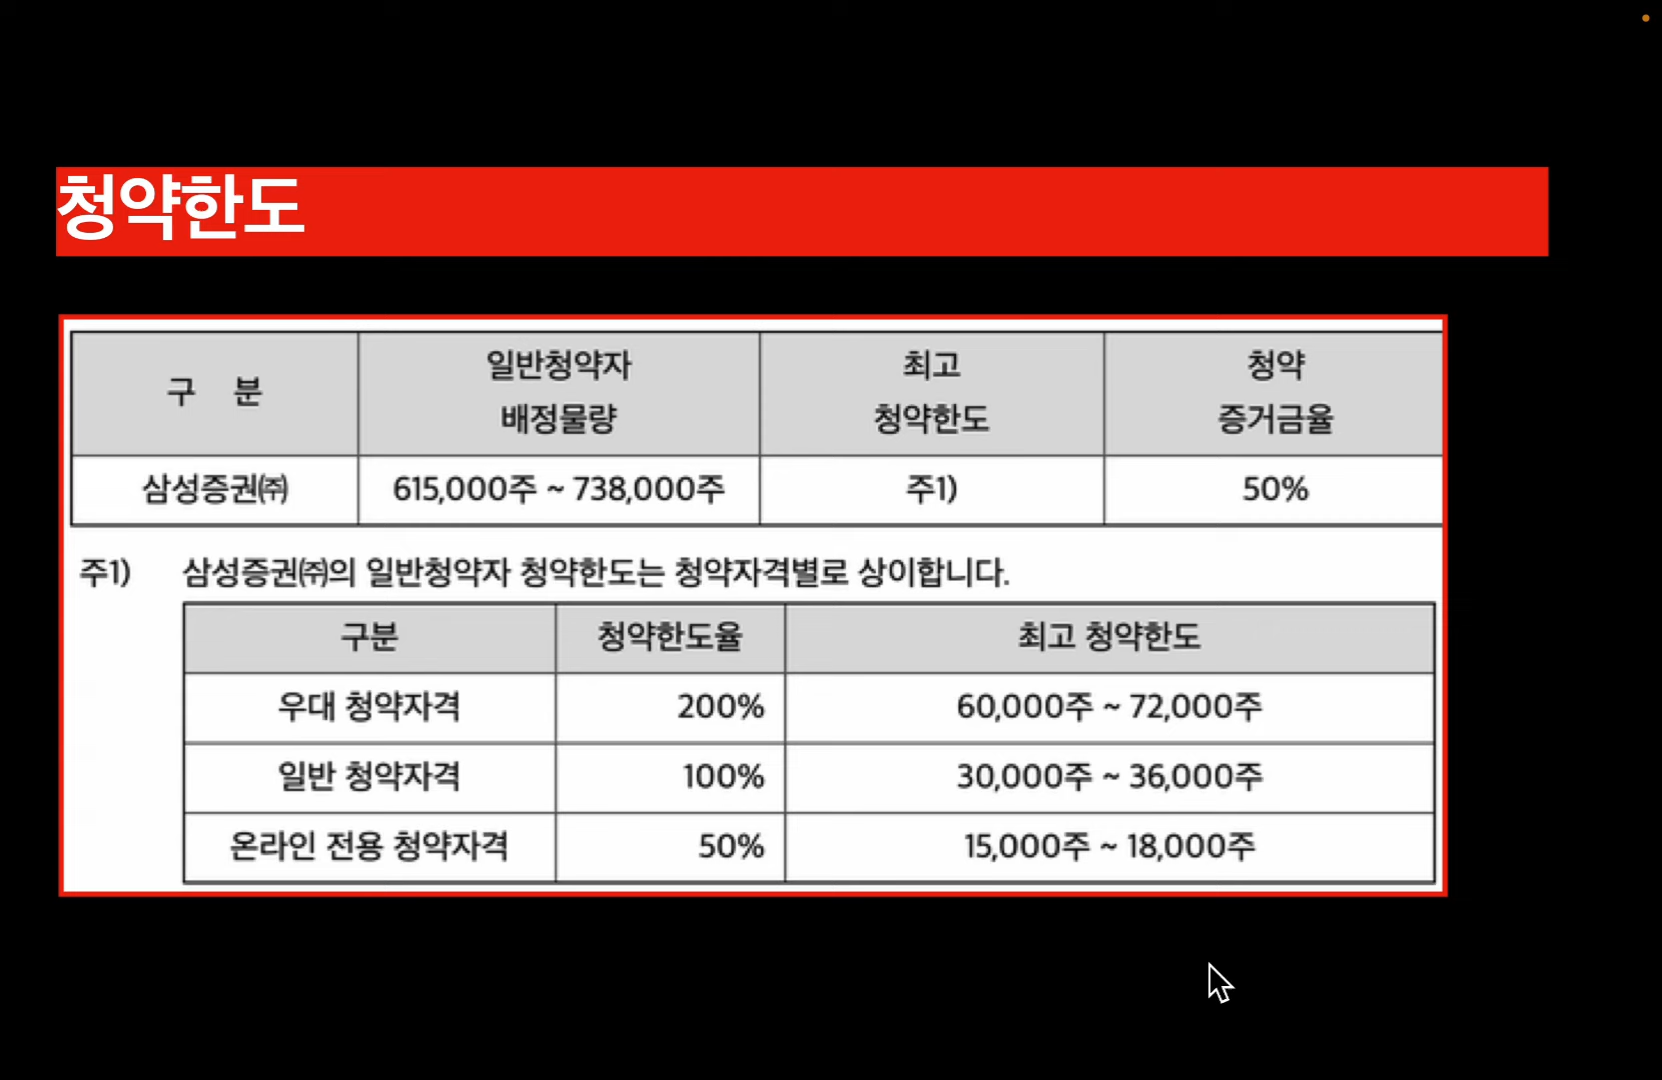 청약한도
구 분 일반청약자 배정물량 최고 청약한도 청약 증거금율
삼성증권㈜ 615,000주 ~ 738,000주 주1) 50%
주1) 삼성증권㈜의 일반청약자 청약한도는 청약자격별로 상이합니다.
구분 청약한도율 최고 청약한도
우대 청약자격 200% 60,000주 ~ 72,000주
일반 청약자격 100% 30,000주 ~ 36,000주
온라인 전용 청약자격 50% 15,000주 ~ 18,000주